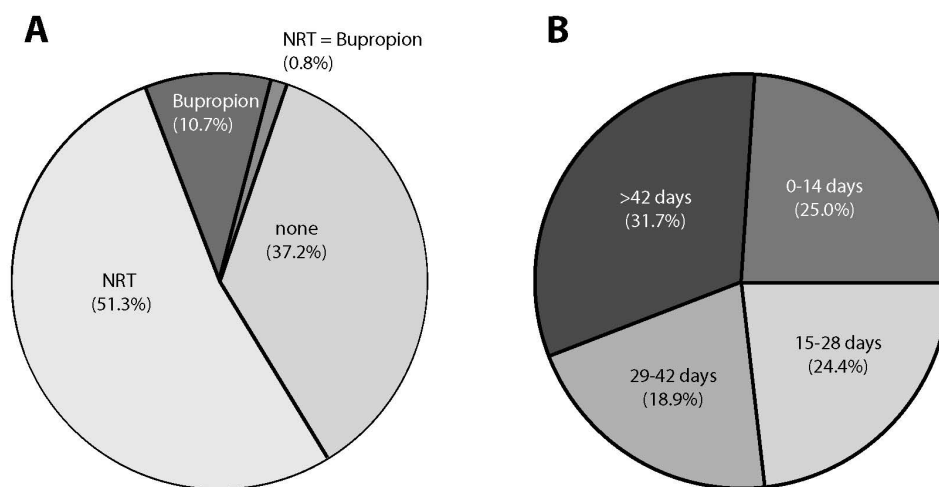 A
NRT = Bupropion
(0.8%)
Bupropion
(10.7%)
none
(37.2%)
NRT
(51.3%)
B
>42 days
(31.7%)
0-14 days
(25.0%)
15-28 days
(24.4%)
29-42 days
(18.9%)